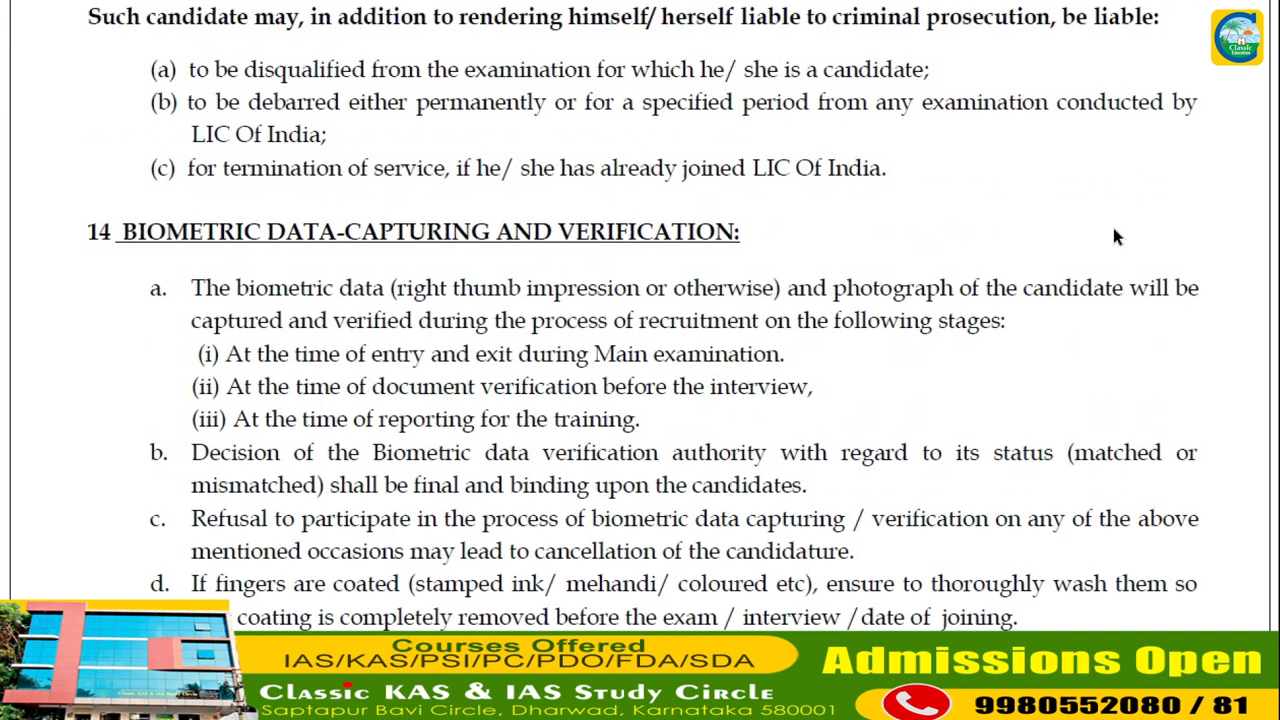 Such candidate may, in addition to rendering himself/ herself liable to criminal prosecution, be liable:
(a) to be disqualified from the examination for which he/ she is a candidate;
(b) to be debarred either permanently or for a specified period from any examination conducted by
LIC Of India;
(c) for termination of service, if he/ she has already joined LIC Of India.
14 BIOMETRIC DATA-CAPTURING AND VERIFICATION:
a. The biometric data (right thumb impression or otherwise) and photograph of the candidate will be
captured and verified during the process of recruitment on the following stages:
(i) At the time of entry and exit during Main examination.
(ii) At the time of document verification before the interview,
(iii) At the time of reporting for the training.
b. Decision of the Biometric data verification authority with regard to its status (matched or
mismatched) shall be final and binding upon the candidates.
c. Refusal to participate in the process of biometric data capturing / verification on any of the above
mentioned occasions may lead to cancellation of the candidature.
d. If fingers are coated (stamped ink/ mehandi/ coloured etc), ensure to thoroughly wash them so
coating is completely removed before the exam / interview /date of joining.
Classic
Education
Courses Offered
IAS/KAS/PSI/PC/PDO/FDA/SDA
Classic KAS & IAS Study Circle
Saptapur Bavi Circle, Dharwad, Karnataka 580001
Admissions Open
9980552080 / 81